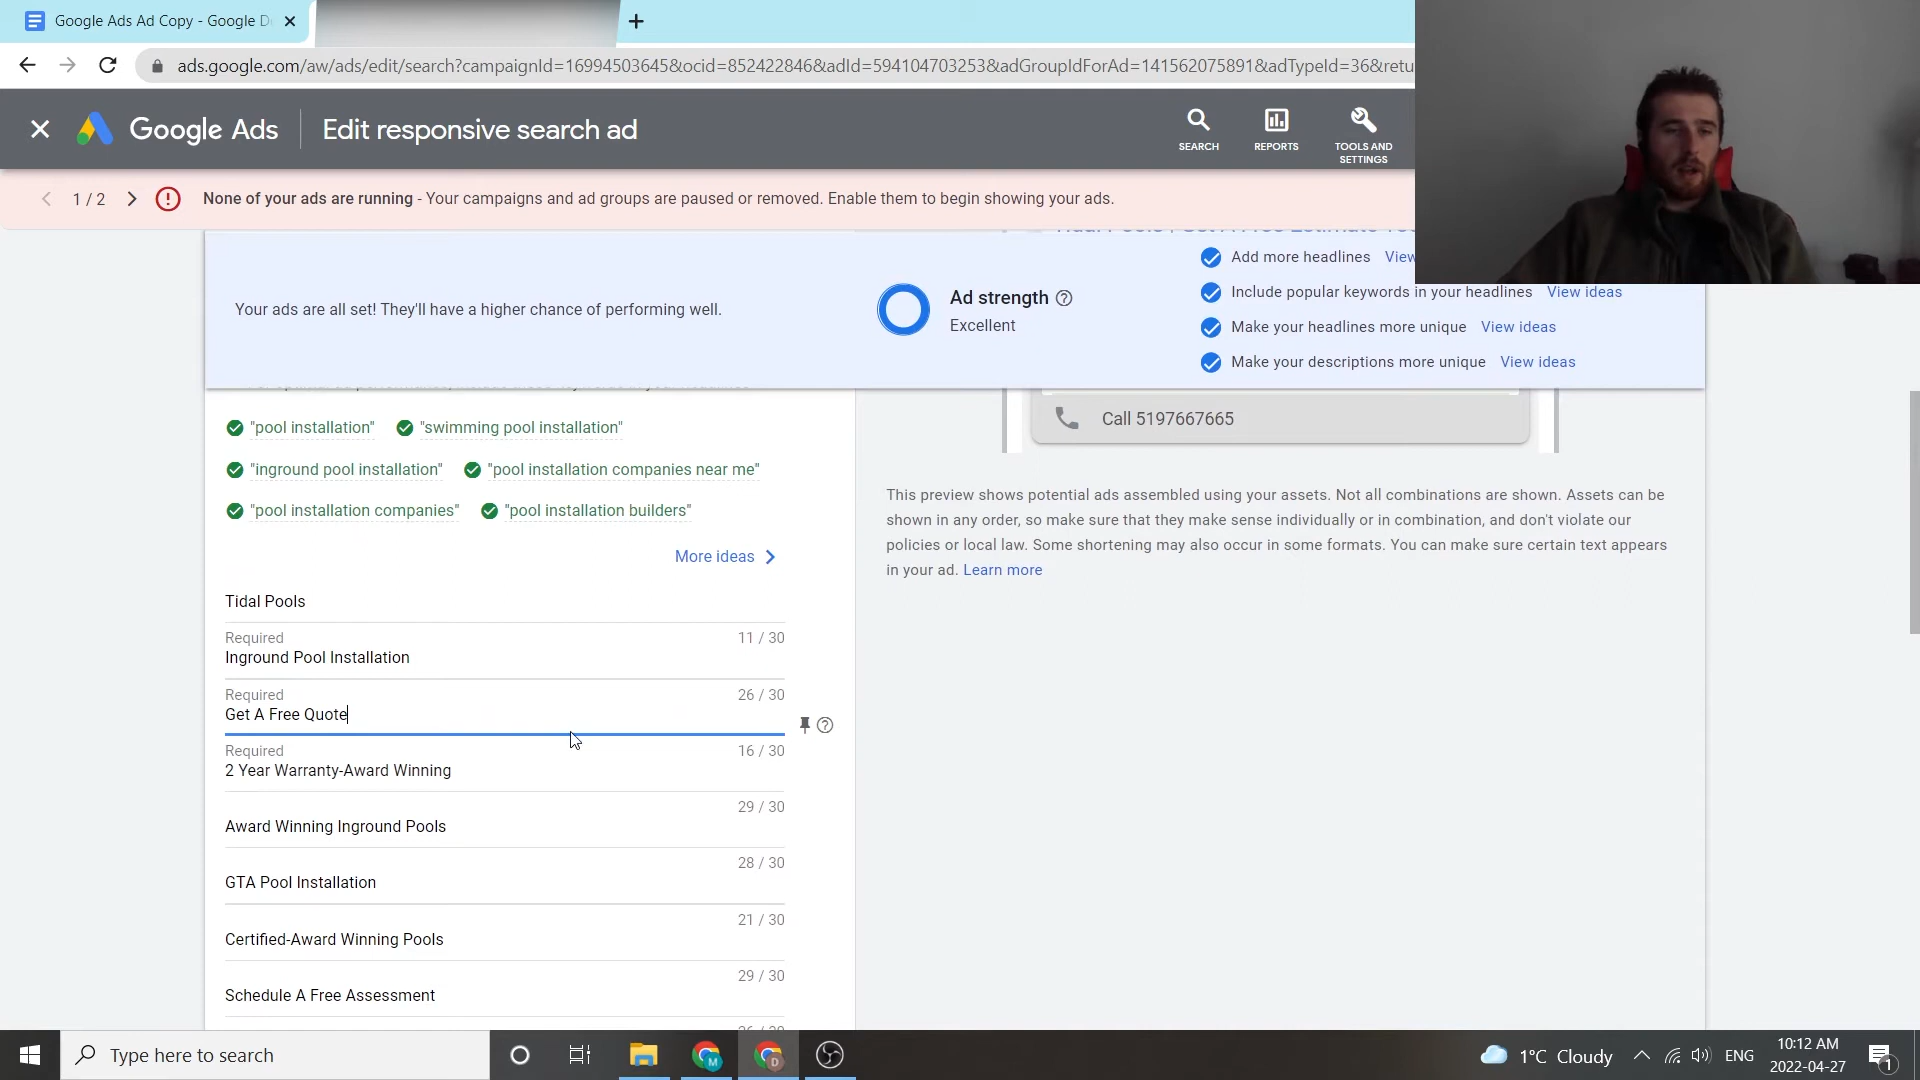 Google Ads Ad Copy - Google D
ads.google.com/aw/ads/edit/search?campaignId=16994503645&ocid=852422846&adId=594104703253&adGroupIdForAd=141562075891&adTypeId=36&retu
Google Ads
Edit responsive search ad
SEARCH
REPORTS
TOOLS AND
SETTINGS
1 / 2
None of your ads are running - Your campaigns and ad groups are paused or removed. Enable them to begin showing your ads.
Your ads are all set! They'll have a higher chance of performing well.
Ad strength
Excellent
Add more headlines View
Include popular keywords in your headlines View ideas
Make your headlines more unique View ideas
Make your descriptions more unique View ideas
"pool installation"
"swimming pool installation"
"inground pool installation"
"pool installation companies near me"
"pool installation companies"
"pool installation builders"
More ideas
Tidal Pools
Required 11 / 30
Inground Pool Installation
Required 26 / 30
Get A Free Quote
Required 16 / 30
2 Year Warranty-Award Winning
29 / 30
Award Winning Inground Pools
28 / 30
GTA Pool Installation
21 / 30
Certified-Award Winning Pools
29 / 30
Schedule A Free Assessment
Call 5197667665
This preview shows potential ads assembled using your assets. Not all combinations are shown. Assets can be
shown in any order, so make sure that they make sense individually or in combination, and don't violate our
policies or local law. Some shortening may also occur in some formats. You can make sure certain text appears
in your ad. Learn more
Type here to search
M
D
1°C Cloudy
ENG
10:12 AM
2022-04-27
1